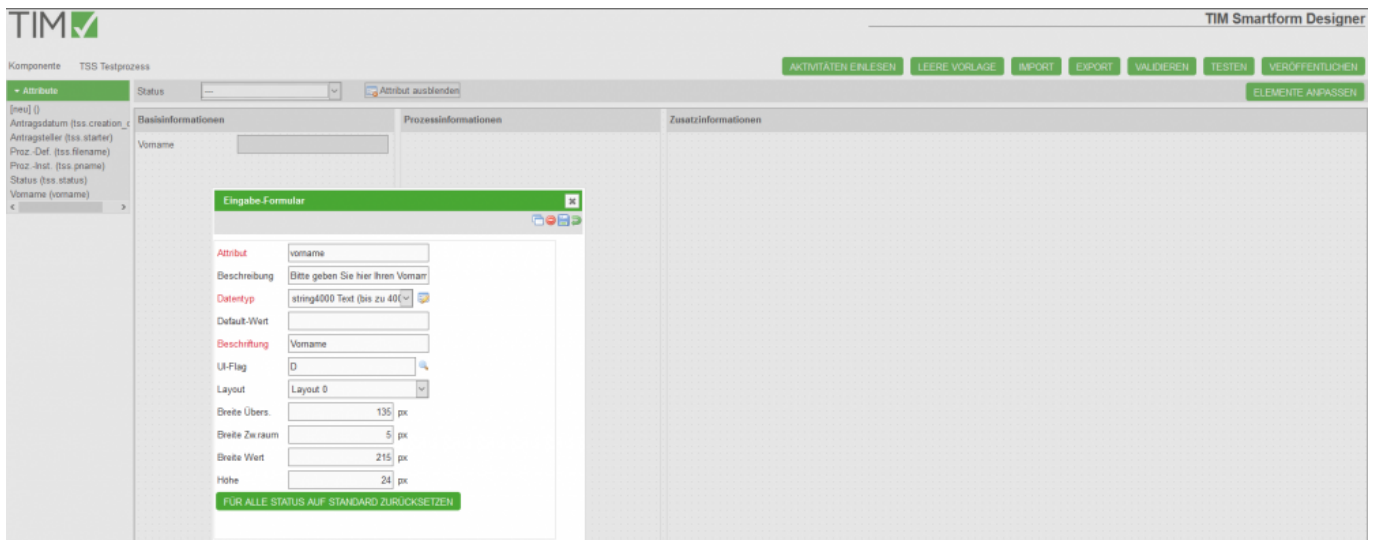 TIM
TIM Smartform Designer
Komponente TSS Testprozess
AKTIVITÄTEN EINLESEN LEERE VORLAGE IMPORT EXPORT VALIDIEREN TESTEN VERÖFFENTLICHEN
Attribute Status --- Attribut ausblenden ELEMENTE ANPASSEN
[neu] ()
Antragsdatum (tss.creation_
Antragsteller (tss.starter)
Proz.-Def. (tss.filename)
Proz.-Inst. (tss.pname)
Status (tss.status)
Vorname (vorname)
Basisinformationen Prozessinformationen Zusatzinformationen
Vorname
Eingabe-Formular
Attribut vorname
Beschreibung Bitte geben Sie hier Ihren Vornam
Datentyp string4000 Text (bis zu 400
Default-Wert
Beschriftung Vorname
UI-Flag D
Layout Layout 0
Breite Übers. 135 px
Breite Zw.raum 5 px
Breite Wert 215 px
Höhe 24 px
FÜR ALLE STATUS AUF STANDARD ZURÜCKSETZEN